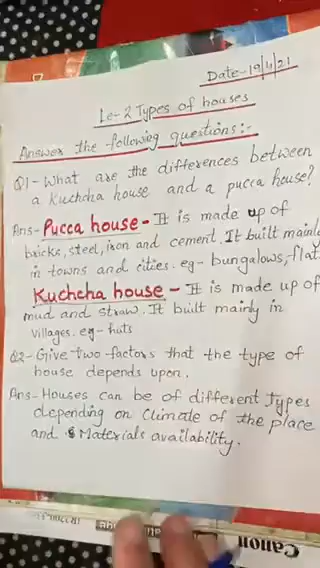 Date-19/4/21
Le-2 Types of houses
Answer the following questions:-
Q1-What are the differences between
a Kuchcha house and a pucca house?
Ans-Pucca house-It is made up of
bricks, steel, iron and cement. It built mainl
in towns and cities. eg- bungalows, flat
Kuchcha house - It is made up of
mud and straw. It built mainly in
villages. eg- huts
Q2-Give two factors that the type of
house depends upon.
Ans-Houses can be of different Types
depending on Climate of the place
and Materials availability.
Canon